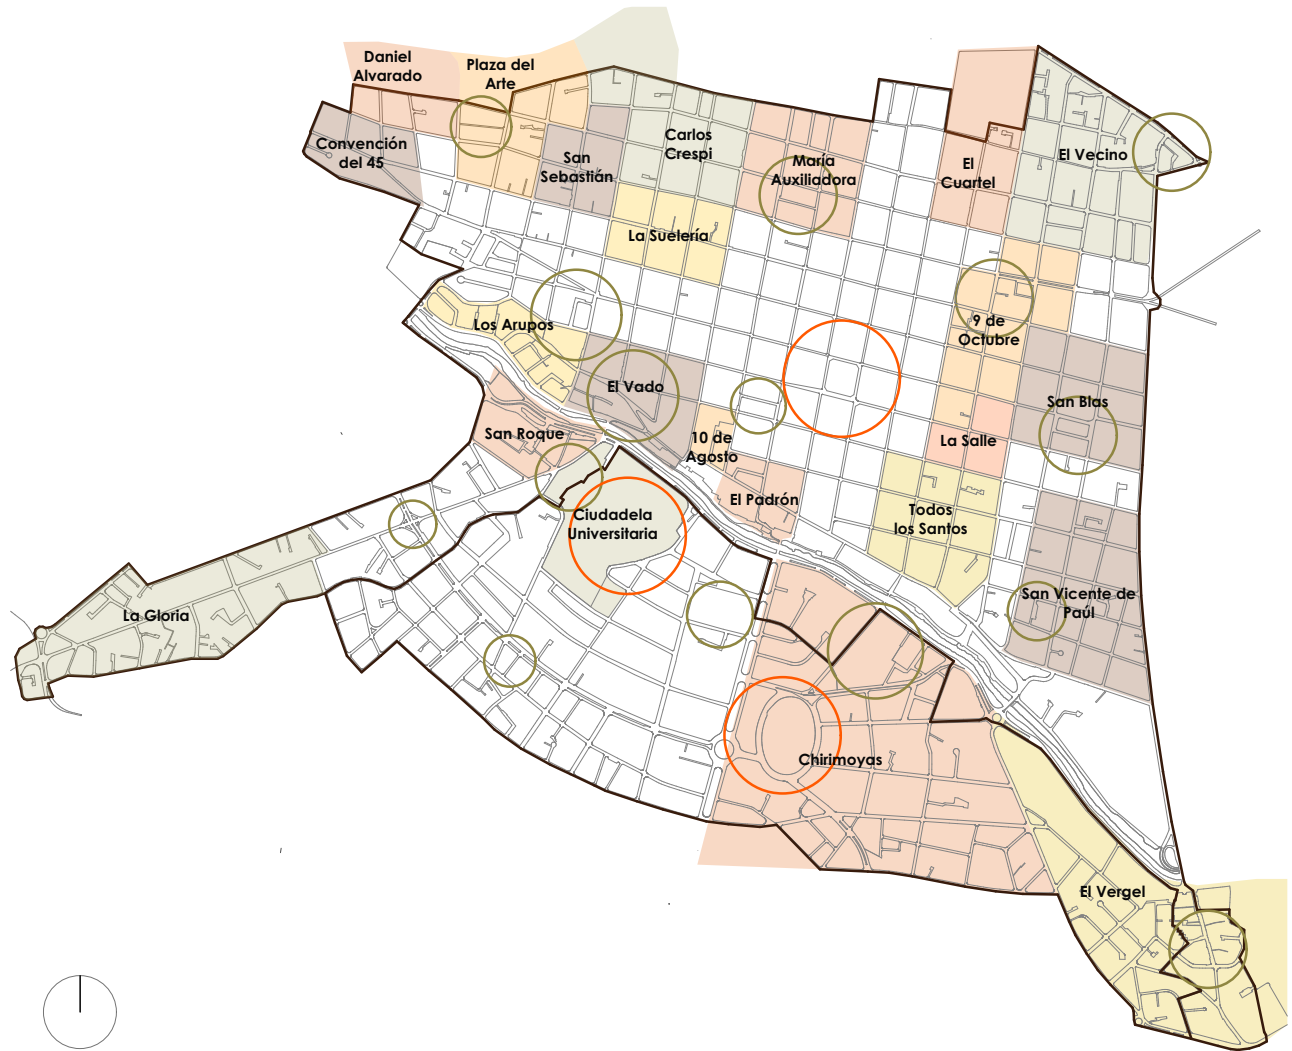 Daniel
Alvarado
Plaza del
Arte
Convención
del 45
San
Sebastián
Carlos
Crespi
María
Auxiliadora
El
Cuartel
El Vecino
La Suelería
Los Arupos
9 de
Octubre
El Vado
San Blas
San Roque
10 de
Agosto
La Salle
El Padrón
Ciudadela
Universitaria
Todos
los Santos
La Gloria
San Vicente de
Paúl
Chirimoyas
El Vergel